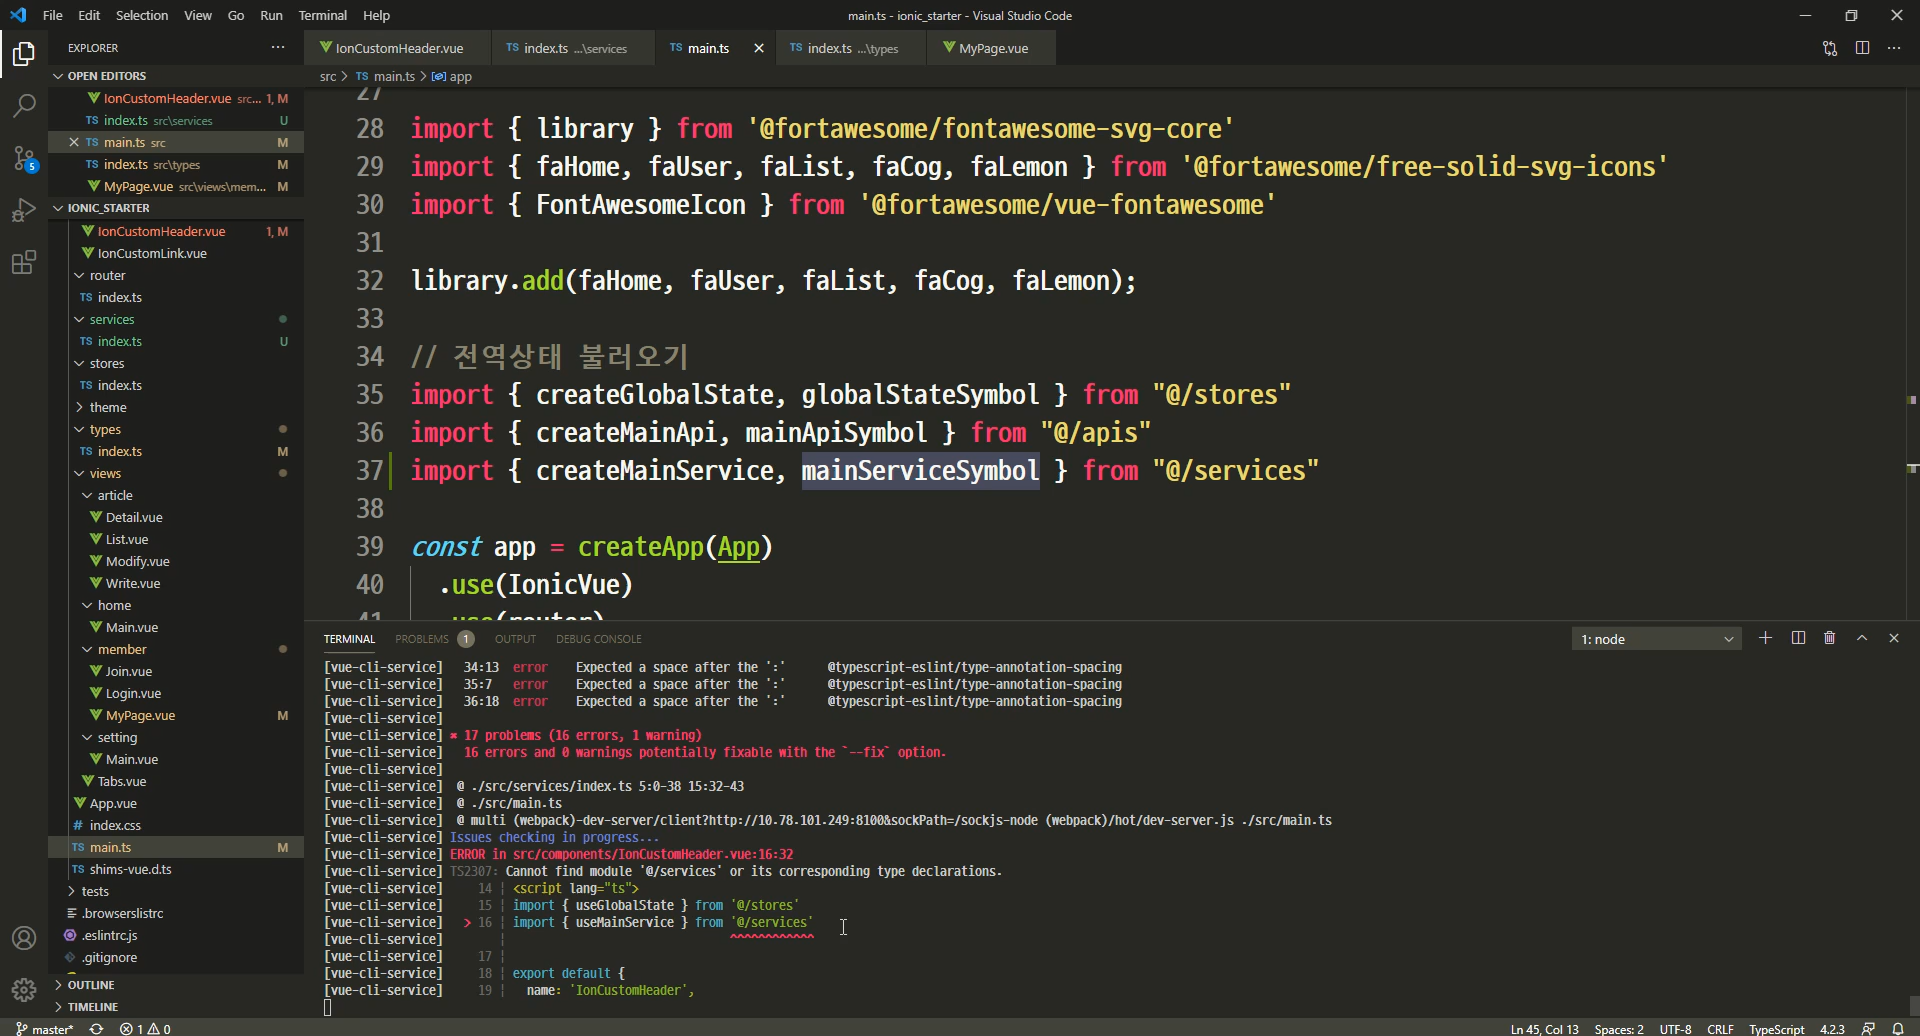 File Edit Selection View Go Run Terminal Help
main.ts - ionic_starter - Visual Studio Code
EXPLORER
IonCustomHeader.vue
TS index.ts ...\services
TS main.ts
TS index.ts ...\types
MyPage.vue
OPEN EDITORS
IonCustomHeader.vue src... 1, M
TS index.ts src\services U
TS main.ts src M
TS index.ts src\types M
MyPage.vue src\views\mem... M
IONIC_STARTER
IonCustomHeader.vue 1, M
IonCustomLink.vue
router
TS index.ts
services
TS index.ts U
stores
TS index.ts
theme
types
TS index.ts M
views
article
Detail.vue
List.vue
Modify.vue
Write.vue
home
Main.vue
member
Join.vue
Login.vue
MyPage.vue M
setting
Main.vue
Tabs.vue
App.vue
# index.css
TS main.ts M
TS shims-vue.d.ts
tests
.browserslistrc
.eslintrc.js
.gitignore
OUTLINE
TIMELINE
5
src > TS main.ts > app
27
28 import { library } from '@fortawesome/fontawesome-svg-core'
29 import { faHome, faUser, faList, faCog, faLemon } from '@fortawesome/free-solid-svg-icons'
30 import { FontAwesomeIcon } from '@fortawesome/vue-fontawesome'
31
32 library.add(faHome, faUser, faList, faCog, faLemon);
33
34 // 전역상태 불러오기
35 import { createGlobalState, globalStateSymbol } from "@/stores"
36 import { createMainApi, mainApiSymbol } from "@/apis"
37 import { createMainService, mainServiceSymbol } from "@/services"
38
39 const app = createApp(App)
40 .use(IonicVue)
41 .use(router)
TERMINAL PROBLEMS 1 OUTPUT DEBUG CONSOLE
1: node
[vue-cli-service] 34:13 error Expected a space after the ':' @typescript-eslint/type-annotation-spacing
[vue-cli-service] 35:7 error Expected a space after the ':' @typescript-eslint/type-annotation-spacing
[vue-cli-service] 36:18 error Expected a space after the ':' @typescript-eslint/type-annotation-spacing
[vue-cli-service]
[vue-cli-service] ✖ 17 problems (16 errors, 1 warning)
[vue-cli-service] 16 errors and 0 warnings potentially fixable with the `--fix` option.
[vue-cli-service]
[vue-cli-service] @ ./src/services/index.ts 5:0-38 15:32-43
[vue-cli-service] @ ./src/main.ts
[vue-cli-service] @ multi (webpack)-dev-server/client?http://10.78.101.249:8100&sockPath=/sockjs-node (webpack)/hot/dev-server.js ./src/main.ts
[vue-cli-service] Issues checking in progress...
[vue-cli-service] ERROR in src/components/IonCustomHeader.vue:16:32
[vue-cli-service] TS2307: Cannot find module '@/services' or its corresponding type declarations.
[vue-cli-service] 14 | <script lang="ts">
[vue-cli-service] 15 | import { useGlobalState } from '@/stores'
[vue-cli-service] > 16 | import { useMainService } from '@/services'
[vue-cli-service] | ^^^^^^^^^^^^
[vue-cli-service] 17 |
[vue-cli-service] 18 | export default {
[vue-cli-service] 19 | name: 'IonCustomHeader',
master* 1 0
Ln 45, Col 13 Spaces: 2 UTF-8 CRLF TypeScript 4.2.3